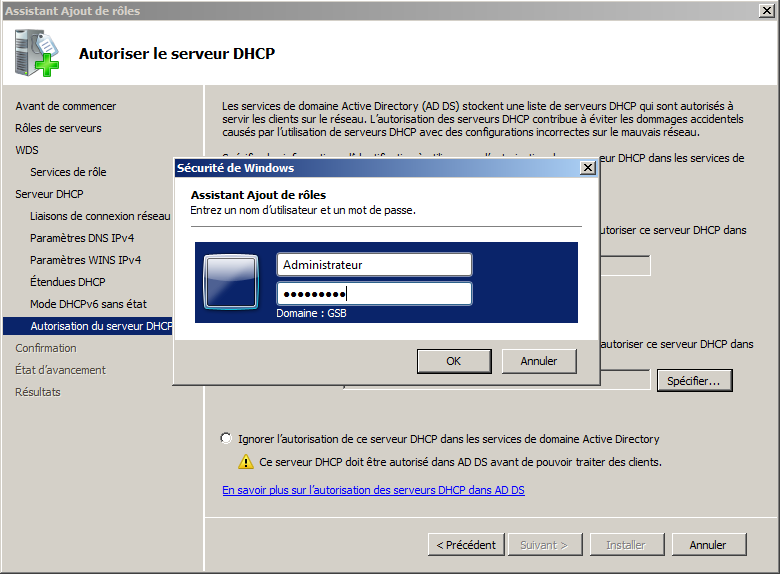 Assistant Ajout de rôles
Autoriser le serveur DHCP
Avant de commencer
Rôles de serveurs
WDS
Services de rôle
Serveur DHCP
Liaisons de connexion réseau
Paramètres DNS IPv4
Paramètres WINS IPv4
Étendues DHCP
Mode DHCPv6 sans état
Autorisation du serveur DHCP
Confirmation
État d'avancement
Résultats
Les services de domaine Active Directory (AD DS) stockent une liste de serveurs DHCP qui sont autorisés à
servir les clients sur le réseau. L'autorisation des serveurs DHCP contribue à éviter les dommages accidentels
causés par l'utilisation de serveurs DHCP avec des configurations incorrectes sur le mauvais réseau.
DHCP dans les services de
Sécurité de Windows
Assistant Ajout de rôles
Entrez un nom d'utilisateur et un mot de passe.
Administrateur
●●●●●●●●●
Domaine : GSB
OK
Annuler
autoriser ce serveur DHCP dans
autoriser ce serveur DHCP dans
Spécifier...
Ignorer l'autorisation de ce serveur DHCP dans les services de domaine Active Directory
Ce serveur DHCP doit être autorisé dans AD DS avant de pouvoir traiter des clients.
En savoir plus sur l'autorisation des serveurs DHCP dans AD DS
< Précédent
Suivant >
Installer
Annuler